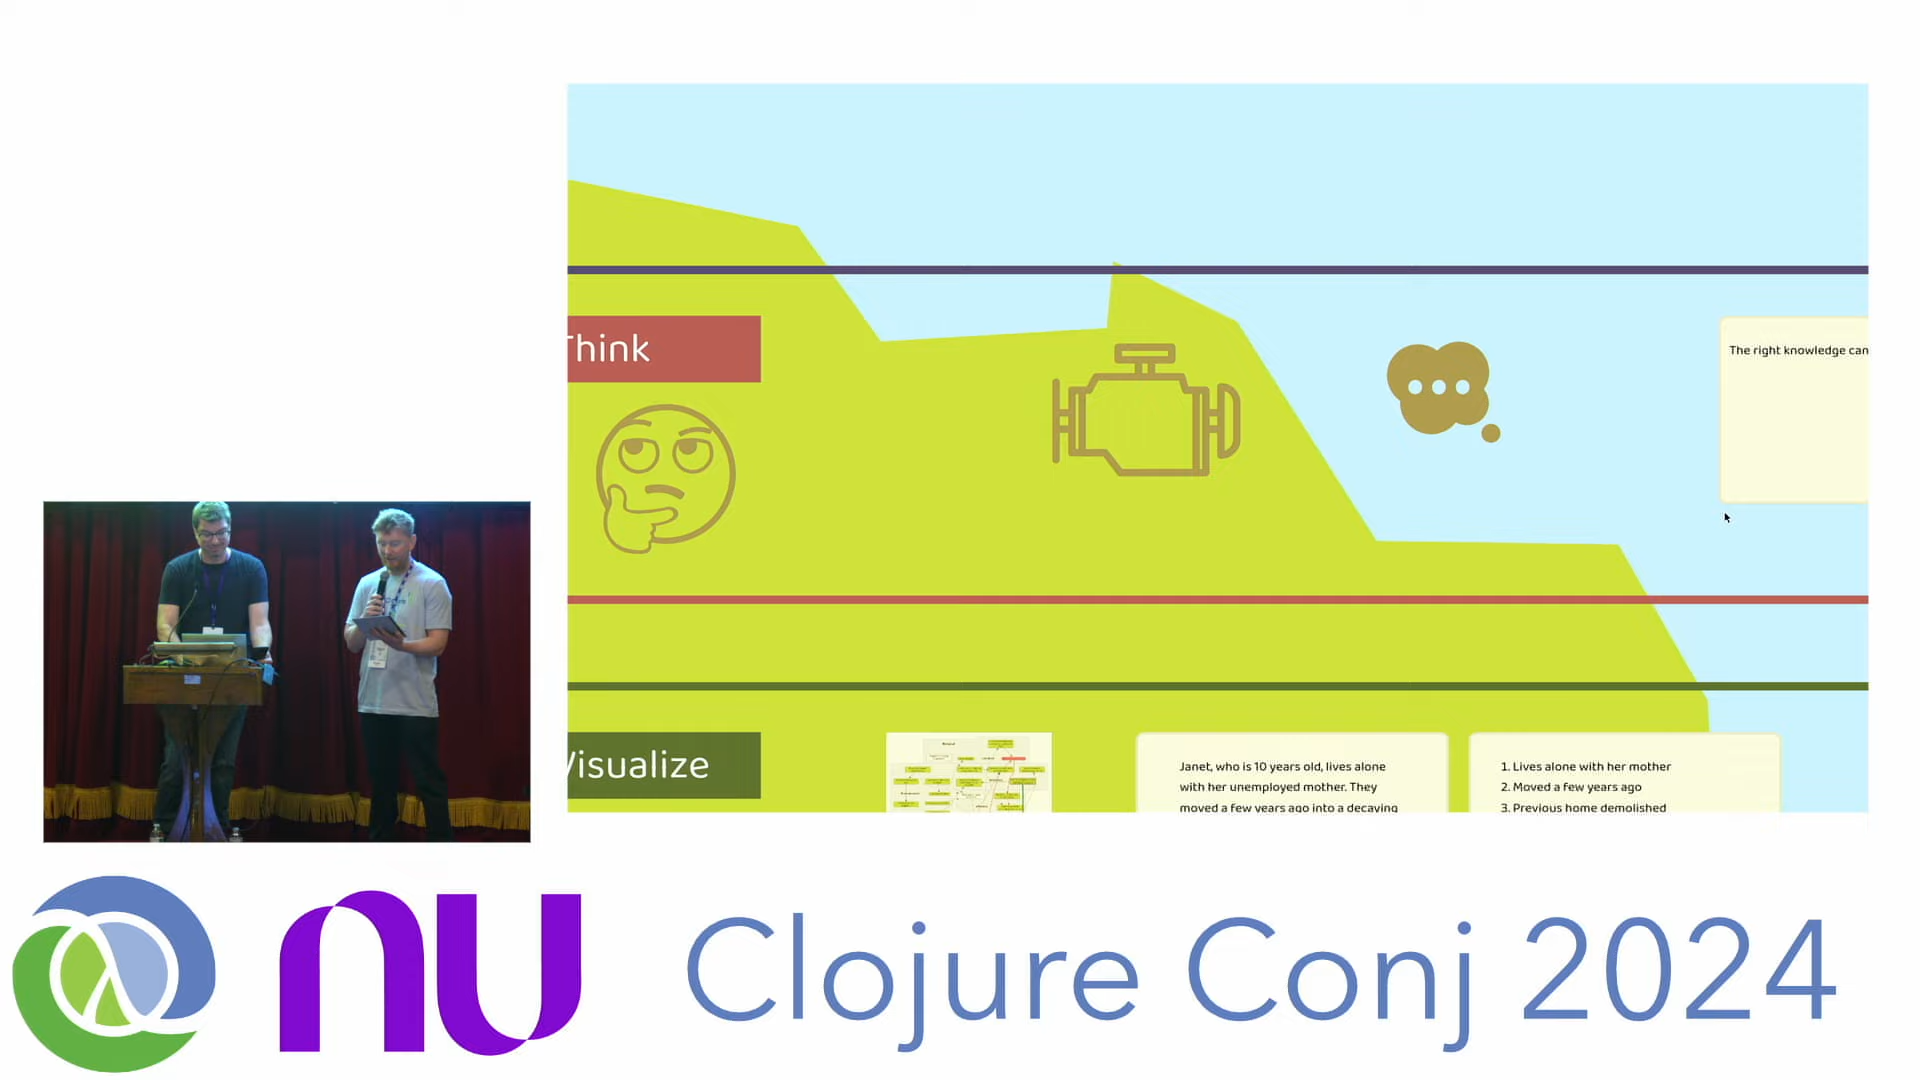 Think
The right knowledge can
Visualize
Janet, who is 10 years old, lives alone
with her unemployed mother. They
moved a few years ago into a decaying
1. Lives alone with her mother
2. Moved a few years ago
3. Previous home demolished
nu
Clojure Conj 2024